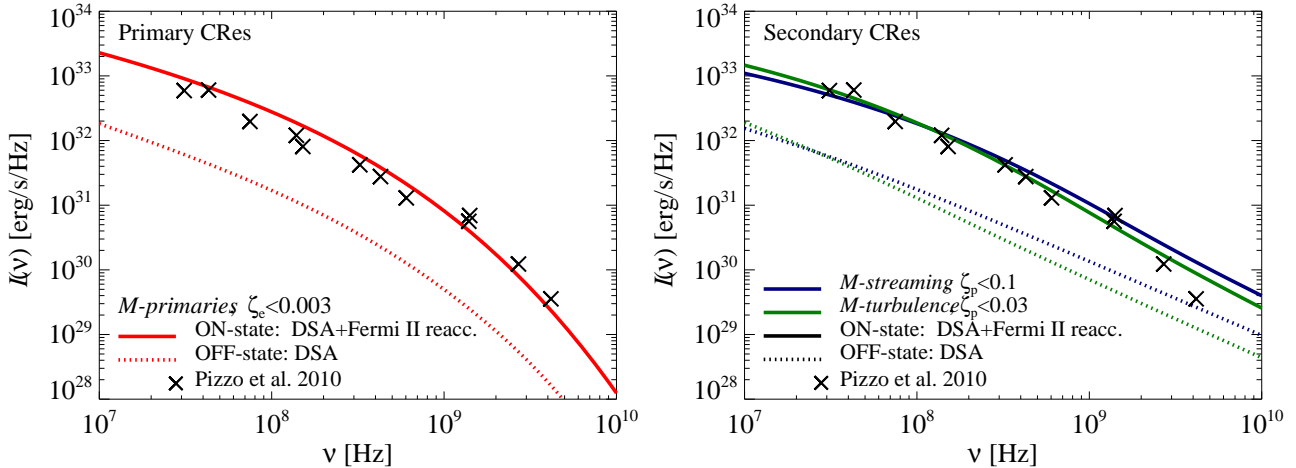 10^34
10^33
10^32
10^31
10^30
10^29
10^28
I(ν) [erg/s/Hz]
Primary CRes
M-primaries, ζ_e<0.003
ON-state: DSA+Fermi II reacc.
OFF-state: DSA
Pizzo et al. 2010
10^7 10^8 10^9 10^10
ν [Hz]
10^34
10^33
10^32
10^31
10^30
10^29
10^28
I(ν) [erg/s/Hz]
Secondary CRes
M-streaming, ζ_p<0.1
M-turbulence, ζ_p<0.03
ON-state: DSA+Fermi II reacc.
OFF-state: DSA
Pizzo et al. 2010
10^7 10^8 10^9 10^10
ν [Hz]